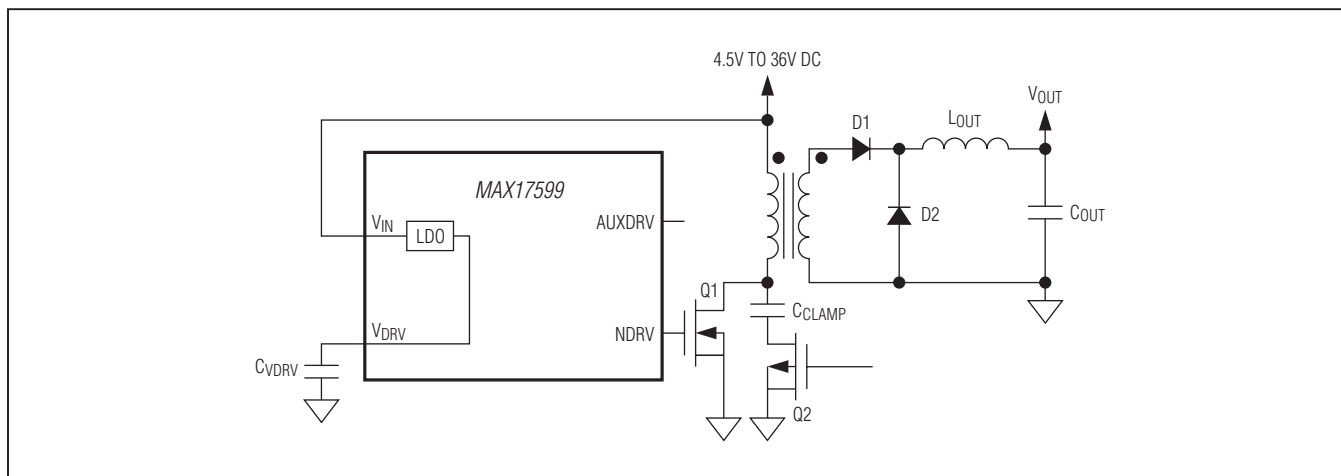 4.5V TO 36V DC
VOUT
D1
LOUT
MAX17599
VIN
LDO
AUXDRV
D2
COUT
Q1
CCLAMP
VDRV
NDRV
CVDRV
Q2